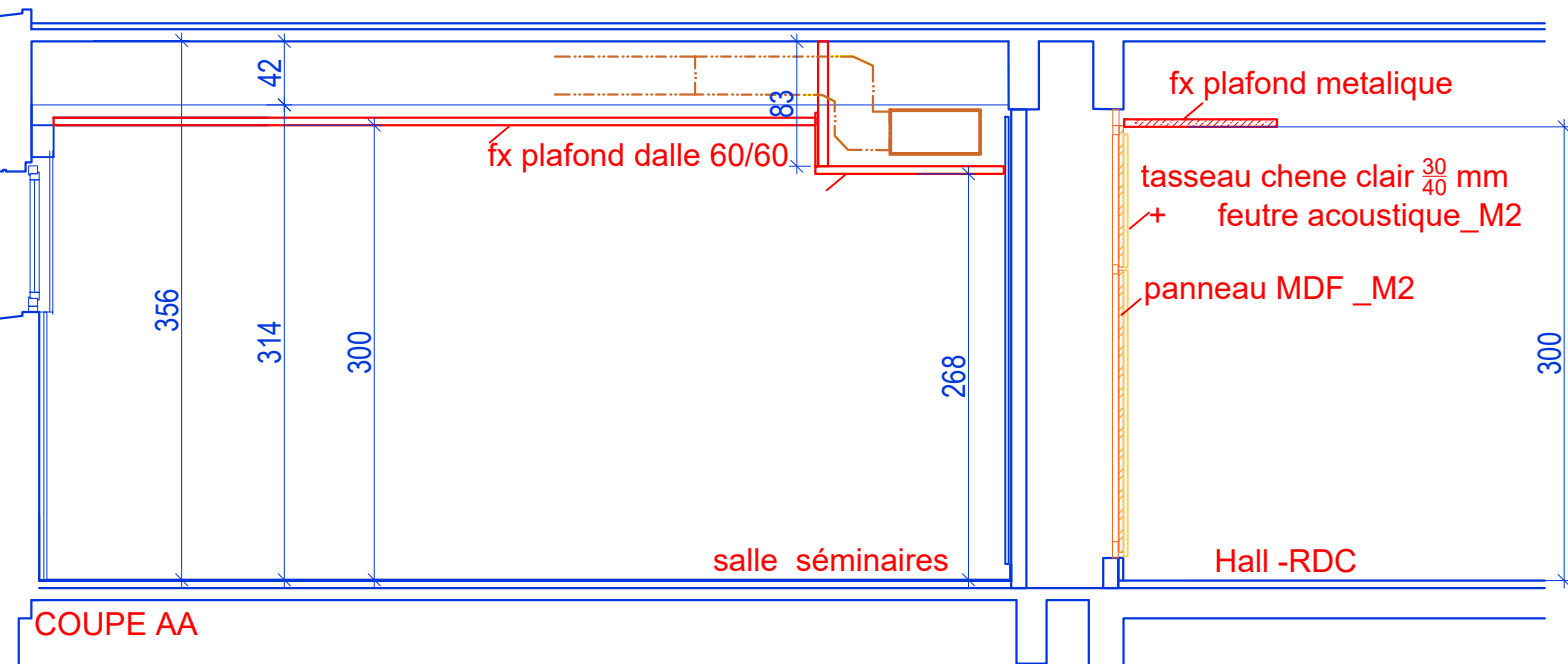 42
83
fx plafond metalique
fx plafond dalle 60/60
tasseau chene clair 30/40 mm
+ feutre acoustique_M2
panneau MDF _M2
356
314
300
268
300
salle séminaires
Hall -RDC
COUPE AA